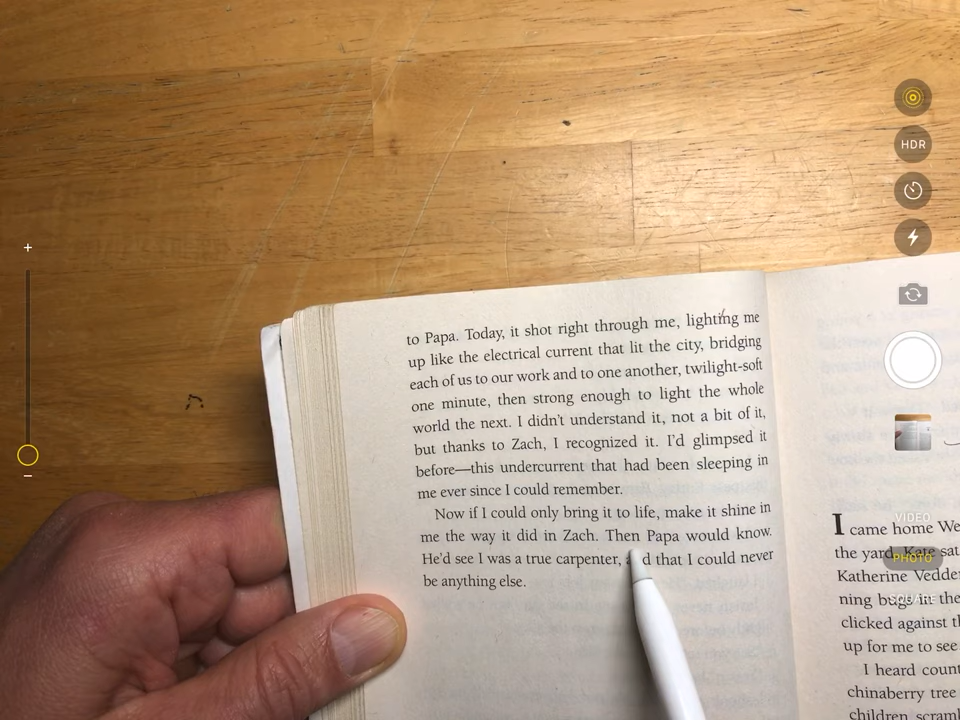 HDR
to Papa. Today, it shot right through me, lighting me
up like the electrical current that lit the city, bridging
each of us to our work and to one another, twilight-soft
one minute, then strong enough to light the whole
world the next. I didn't understand it, not a bit of it,
but thanks to Zach, I recognized it. I'd glimpsed it
before—this undercurrent that had been sleeping in
me ever since I could remember.
Now if I could only bring it to life, make it shine in
me the way it did in Zach. Then Papa would know.
He'd see I was a true carpenter, and that I could never
be anything else.
I came home We
the yard. Kate sat
Katherine Vedder
ning bugs in the
clicked against th
up for me to see
I heard count
chinaberry tree
children scram
VIDEO
PHOTO
SQUARE